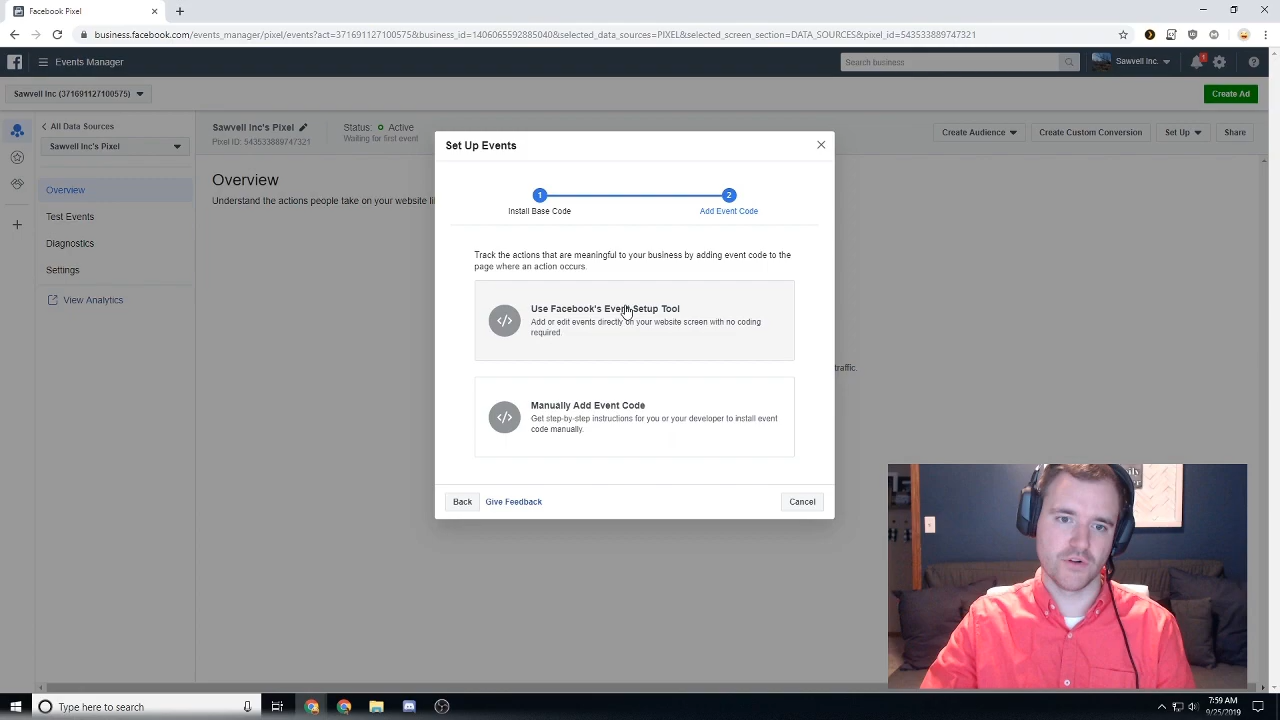 Facebook Pixel
business.facebook.com/events_manager/pixel/events?act=371691127100575&business_id=1406065592885040&selected_data_sources=PIXEL&selected_screen_section=DATA_SOURCES&pixel_id=543533889747321
Events Manager
Search business
Sawvell Inc.
1
Sawvell Inc (371691127100575)
Create Ad
All Data Sources
Sawvell Inc's Pixel
Sawvell Inc's Pixel
Pixel ID: 543533889747321
Status:
Active
Waiting for first event
Create Audience
Create Custom Conversion
Set Up
Share
Overview
Test Events
Diagnostics
Settings
View Analytics
Overview
Understand the actions people take on your website
traffic.
Set Up Events
1
2
Install Base Code
Add Event Code
Track the actions that are meaningful to your business by adding event code to the
page where an action occurs.
</>
Use Facebook's Event Setup Tool
Add or edit events directly on your website screen with no coding
required.
</>
Manually Add Event Code
Get step-by-step instructions for you or your developer to install event
code manually.
Back
Give Feedback
Cancel
Type here to search
7:59 AM
9/25/2019